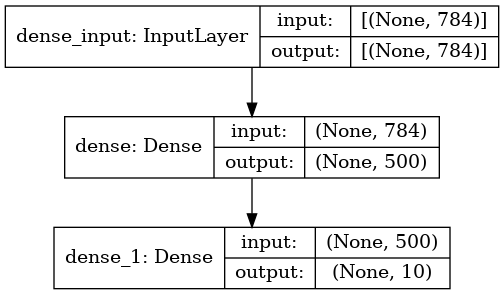 dense_input: InputLayer
input:
[(None, 784)]
output:
[(None, 784)]
dense: Dense
input:
(None, 784)
output:
(None, 500)
dense_1: Dense
input:
(None, 500)
output:
(None, 10)